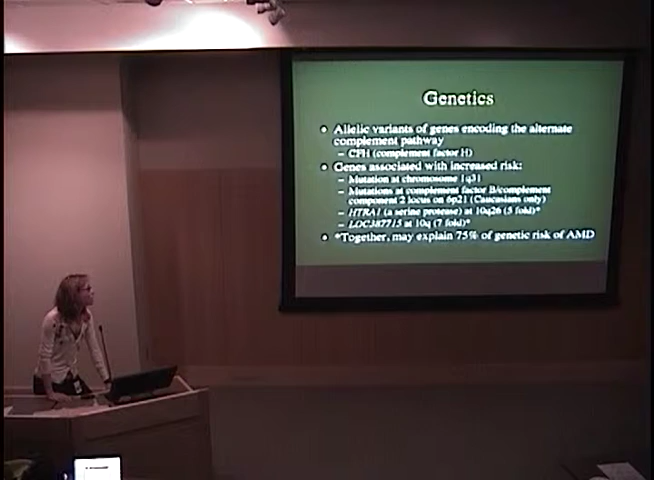 Genetics
• Allelic variants of genes encoding the alternate
complement pathway
– CFH (complement factor H)
• Genes associated with increased risk:
– Mutation at chromosome 1q31
– Mutations at complement factor B/complement
component 2 locus on 6p21 (Caucasians only)
– HTRA1 (a serine protease) at 10q26 (5 fold)*
– LOC387715 at 10q (7 fold)*
• *Together, may explain 75% of genetic risk of AMD